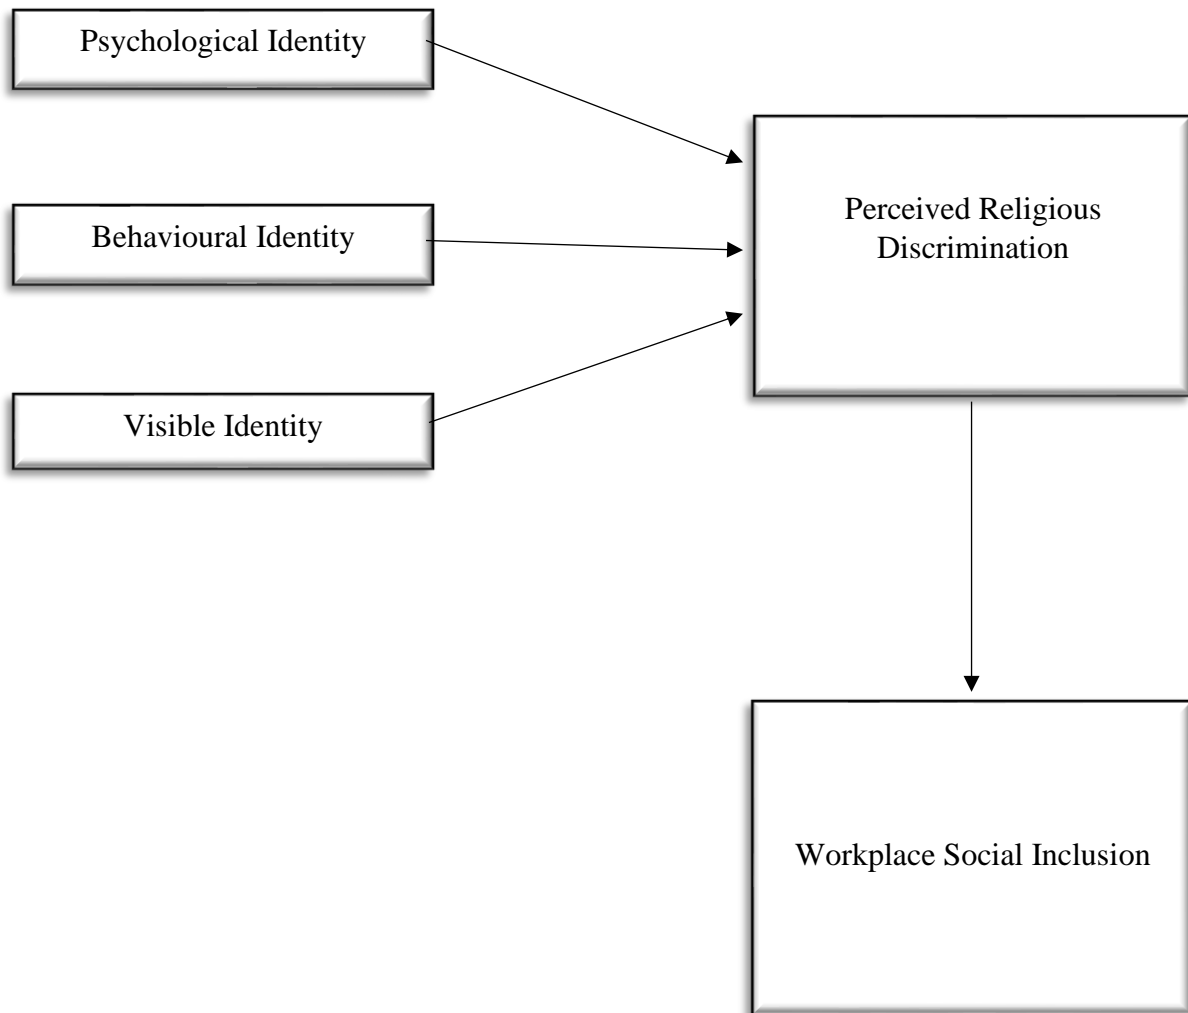 Psychological Identity
Perceived Religious
Discrimination
Behavioural Identity
Visible Identity
Workplace Social Inclusion